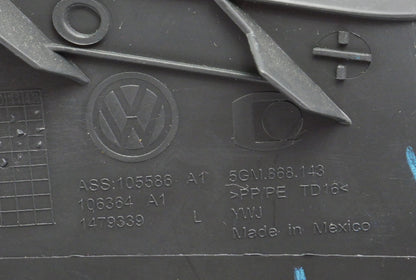 ASS:105586 A1
106364 A1
1479339 L
5GM.868.143
>PP/PE TD16<
YWJ
Made in Mexico